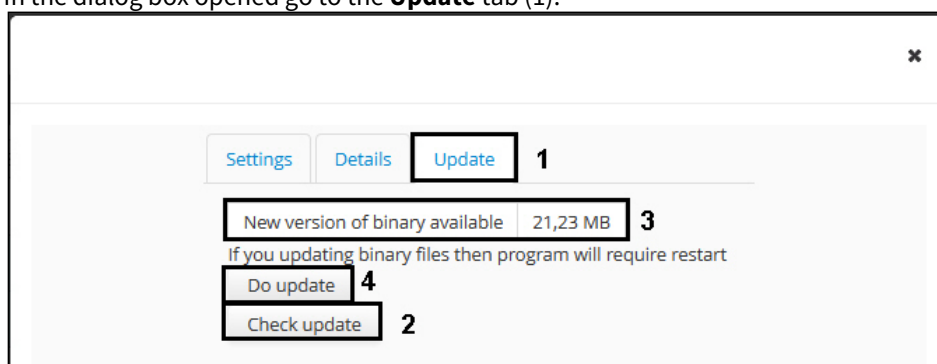 In the dialog box opened go to the Update tab (1).
×
Settings Details Update 1
New version of binary available 21,23 MB 3
If you updating binary files then program will require restart
Do update 4
Check update 2